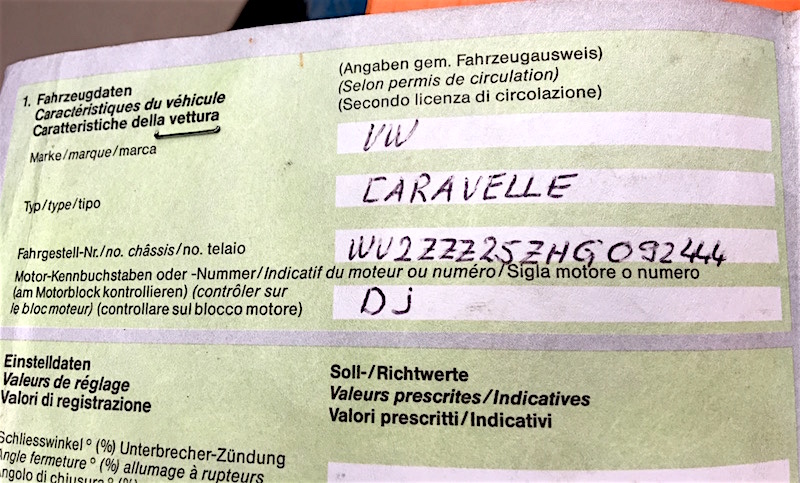 1. Fahrzeugdaten
Caractéristiques du véhicule
Caratteristiche della vettura
(Angaben gem. Fahrzeugausweis)
(Selon permis de circulation)
(Secondo licenza di circolazione)
Marke/marque/marca
VW
Typ/type/tipo
CARAVELLE
Fahrgestell-Nr./no. châssis/no. telaio
WV2ZZZ25ZHG092444
Motor-Kennbuchstaben oder -Nummer/Indicatif du moteur ou numéro/Sigla motore o numero
(am Motorblock kontrollieren) (contrôler sur
le bloc moteur) (controllare sul blocco motore)
DJ
Einstelldaten
Valeurs de réglage
Valori di registrazione
Soll-/Richtwerte
Valeurs prescrites/Indicatives
Valori prescritti/Indicativi
Schliesswinkel ° (%) Unterbrecher-Zündung
Angle fermeture ° (%) allumage à rupteurs
Angolo di chiusura ° (%)